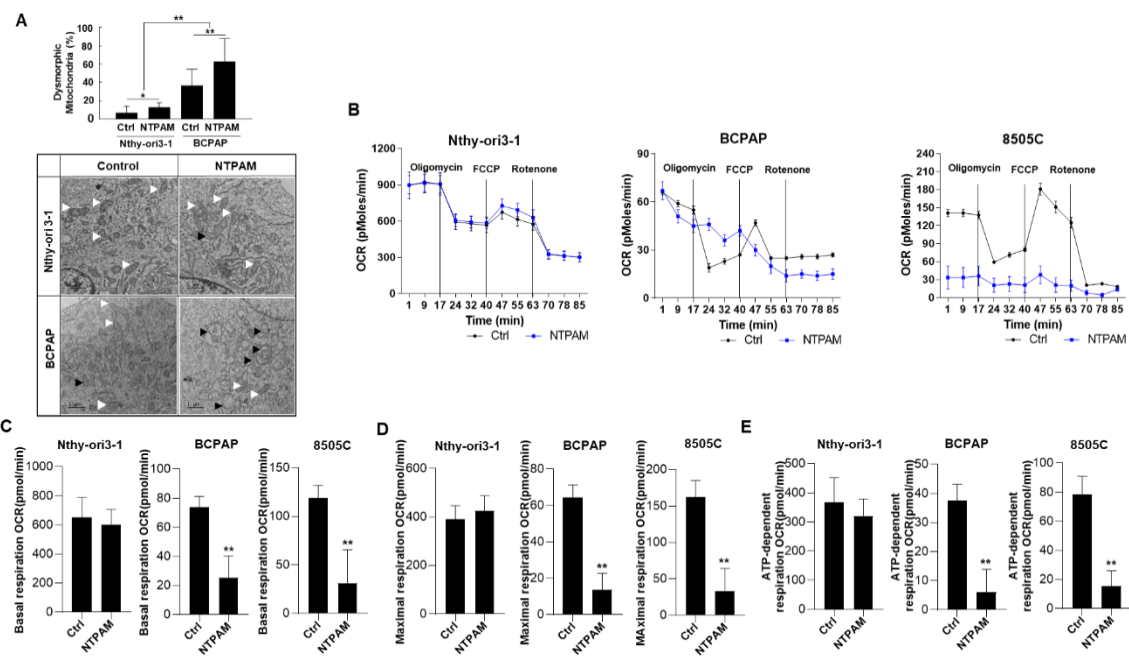 A
Dysmorphic
Mitochondria (%)
100
80
60
40
20
0
**
**
*
Ctrl NTPAM Ctrl NTPAM
Nthy-ori3-1 BCPAP
Control NTPAM
Nthy-ori 3-1
BCPAP
B
Nthy-ori3-1
OCR (pMoles/min)
1200
900
600
300
0
Oligomycin FCCP Rotenone
1 9 17 24 32 40 47 55 63 70 78 85
Time (min)
Ctrl NTPAM
BCPAP
OCR (pMoles/min)
90
60
30
0
Oligomycin FCCP Rotenone
1 9 17 24 32 40 47 55 63 70 78 85
Time (min)
Ctrl NTPAM
8505C
OCR (pMoles/min)
240
210
180
150
120
90
60
30
0
Oligomycin FCCP Rotenone
1 9 17 24 32 40 47 55 63 70 78 85
Time (min)
Ctrl NTPAM
C
Nthy-ori3-1
Basal respiration OCR(pmol/min)
1000
800
600
400
200
0
Ctrl NTPAM
BCPAP
Basal respiration OCR(pmol/min)
100
80
60
40
20
0
**
Ctrl NTPAM
8505C
Basal respiration OCR(pmol/min)
150
100
50
0
**
Ctrl NTPAM
D
Nthy-ori3-1
Maximal respiration OCR(pmol/min)
600
400
200
0
Ctrl NTPAM
BCPAP
Maximal respiration OCR(pmol/min)
80
60
40
20
0
**
Ctrl NTPAM
8505C
MAximal respiration OCR(pmol/min)
200
150
100
50
0
**
Ctrl NTPAM
E
Nthy-ori3-1
ATP-dependent
respiration OCR(pmol/min)
500
400
300
200
100
0
Ctrl NTPAM
BCPAP
ATP-dependent
respiration OCR(pmol/min)
50
40
30
20
10
0
**
Ctrl NTPAM
8505C
ATP-dependent
respiration OCR(pmol/min)
100
80
60
40
20
0
**
Ctrl NTPAM